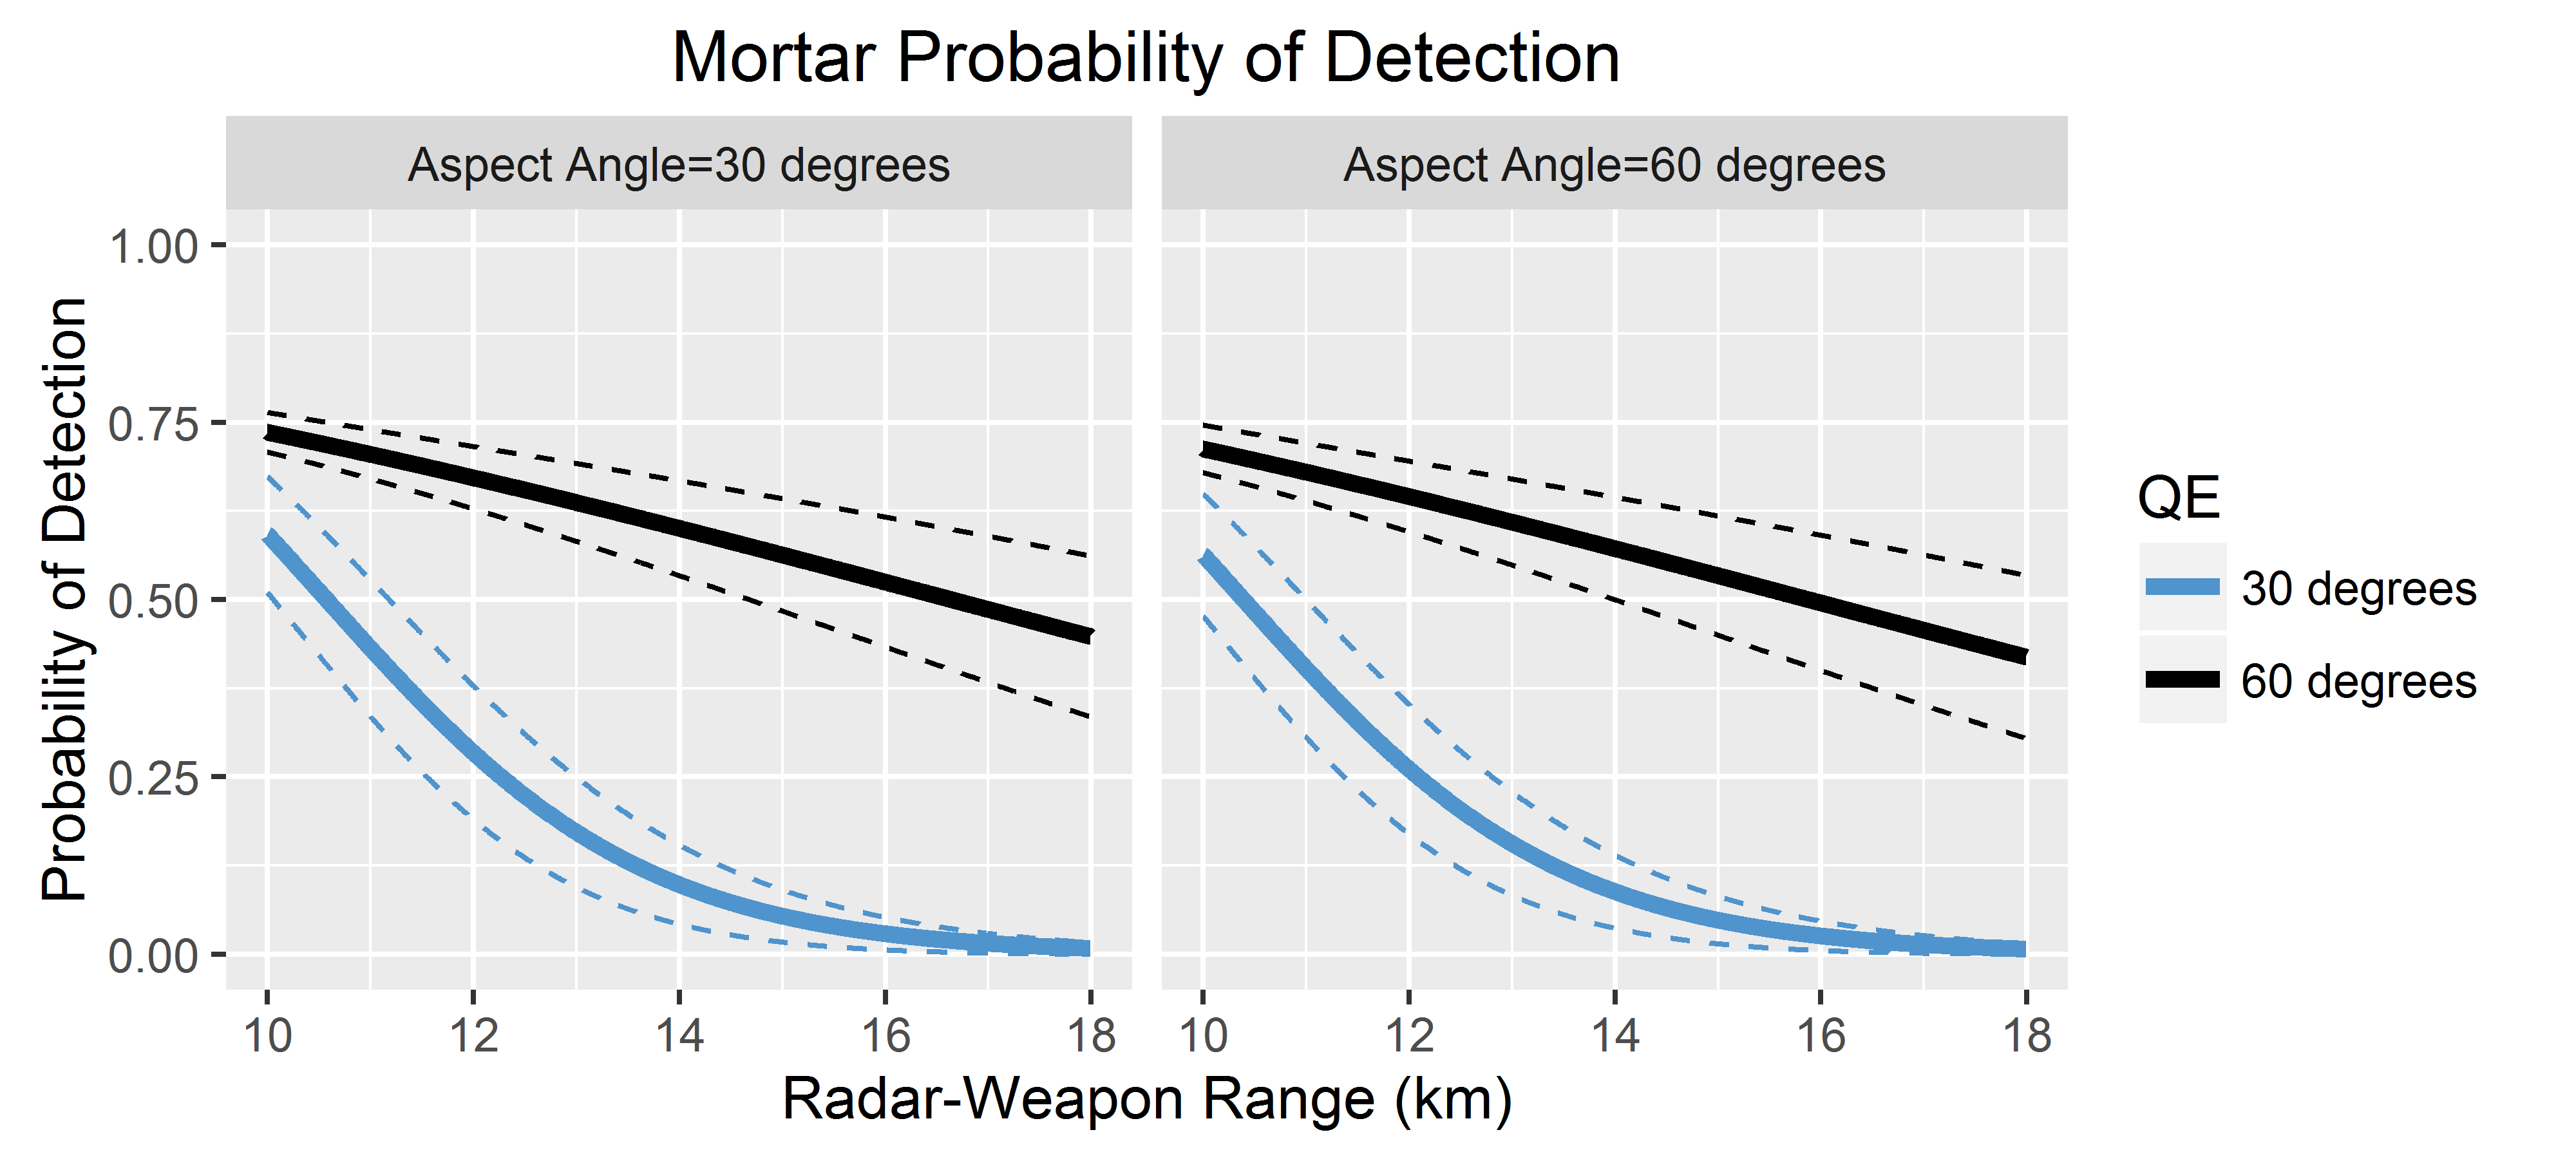 Mortar Probability of Detection
Aspect Angle=30 degrees
Aspect Angle=60 degrees
Probability of Detection
1.00
0.75
0.50
0.25
0.00
10 12 14 16 18
10 12 14 16 18
Radar-Weapon Range (km)
QE
30 degrees
60 degrees